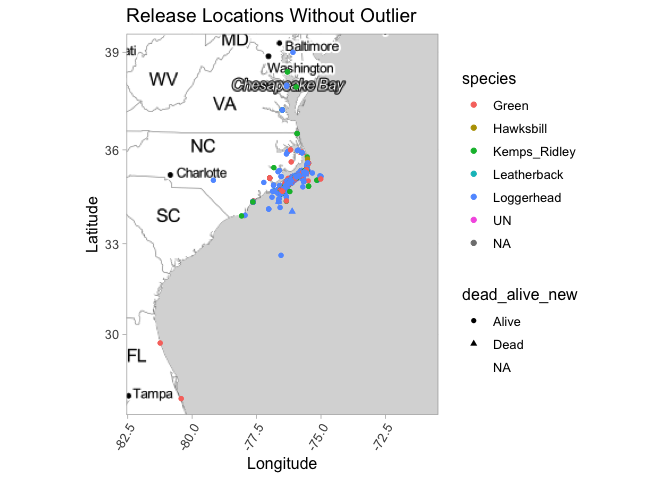 Release Locations Without Outlier
MD
ati
Baltimore
Washington
WV
Chesapeake Bay
VA
NC
Charlotte
SC
FL
Tampa
39
36
33
30
Latitude
-82.5
-80.0
-77.5
-75.0
-72.5
Longitude
species
Green
Hawksbill
Kemps_Ridley
Leatherback
Loggerhead
UN
NA
dead_alive_new
Alive
Dead
NA